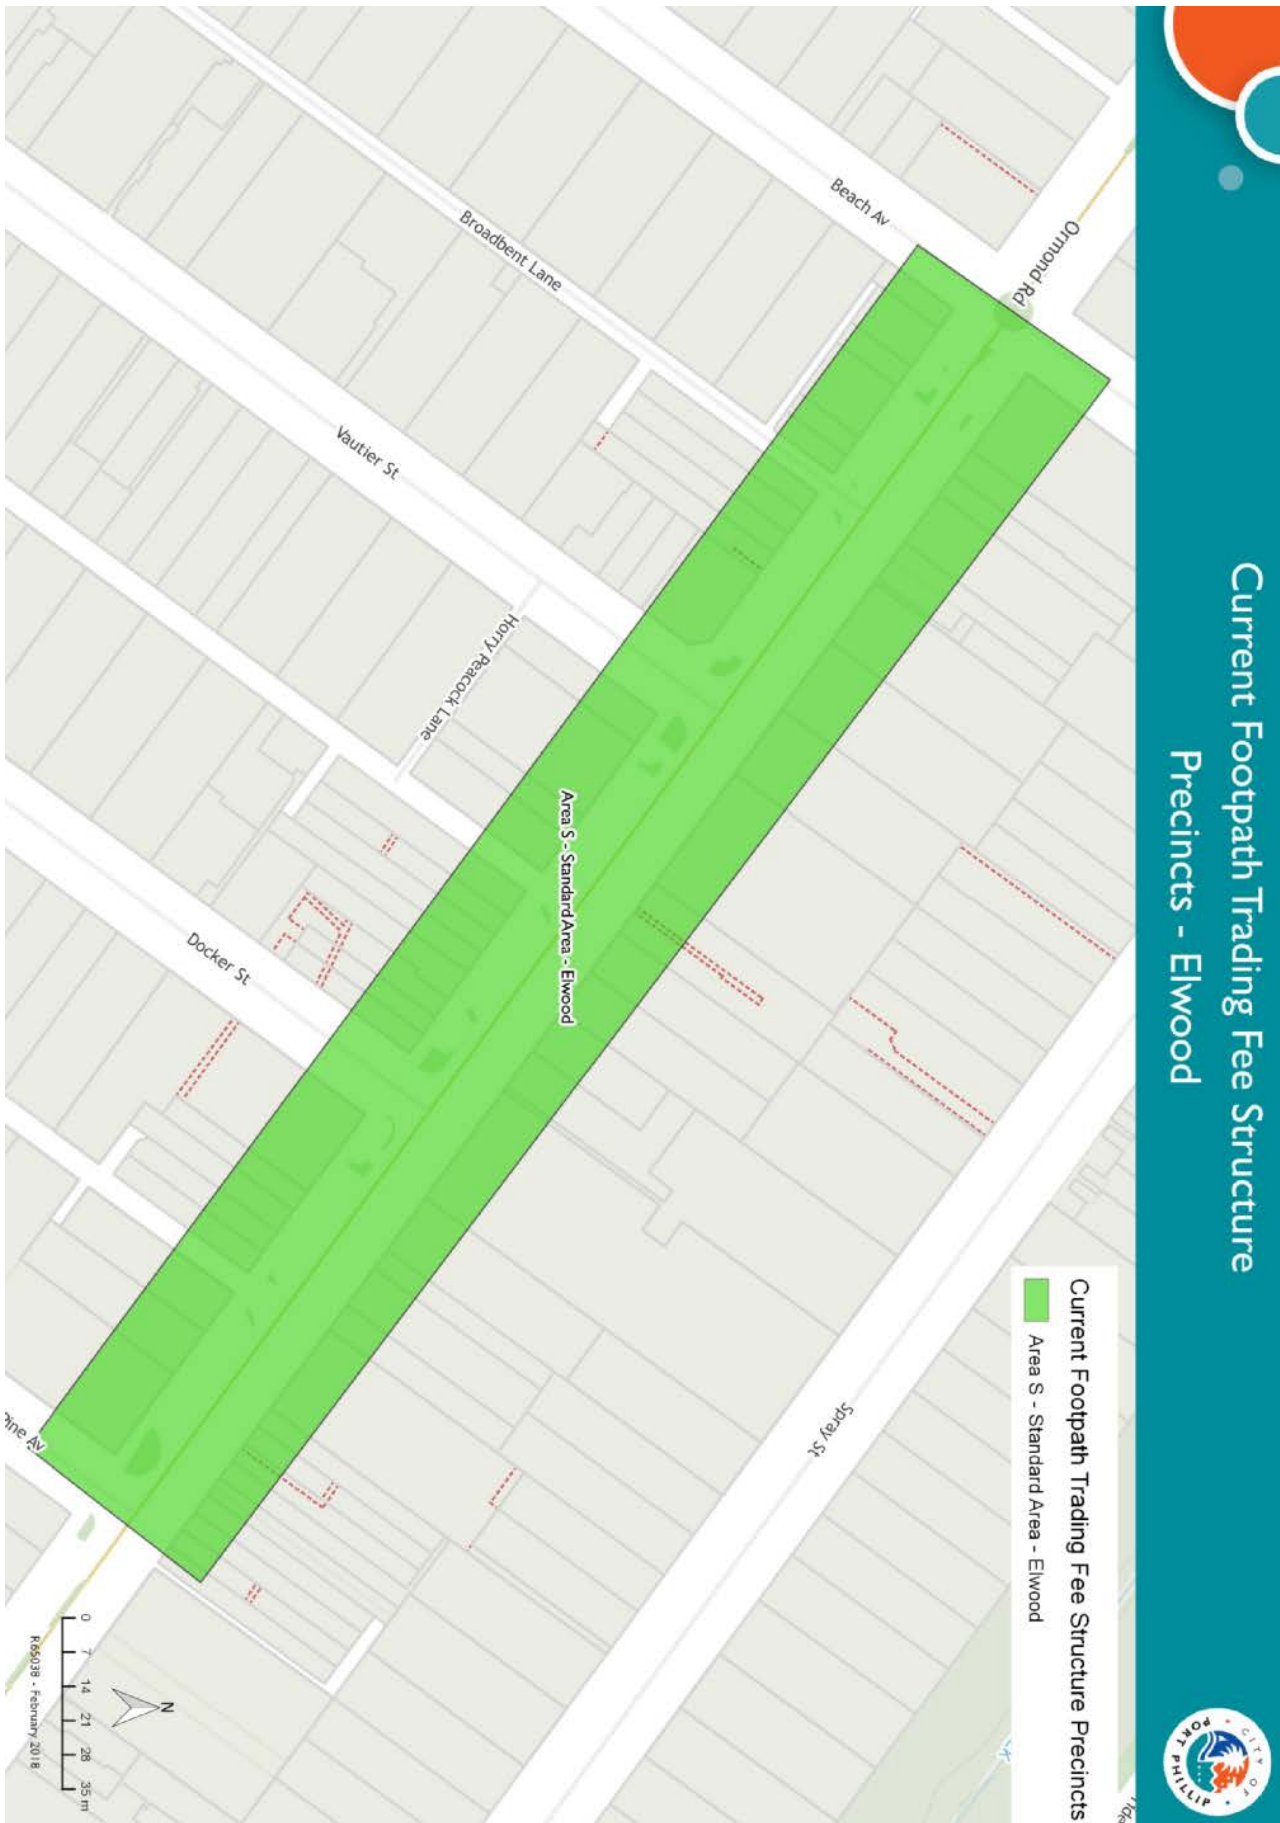 Current Footpath Trading Fee Structure
Precincts - Elwood
CITY OF
PORT PHILLIP
Current Footpath Trading Fee Structure Precincts
Area S - Standard Area - Elwood
Ormond Rd
Beach Av
Broadbent Lane
Vautier St
Horry Peacock Lane
Area S - Standard Area - Elwood
Docker St
Spray St
Pine Av
N
0 7 14 21 28 35 m
R65038 - February 2018